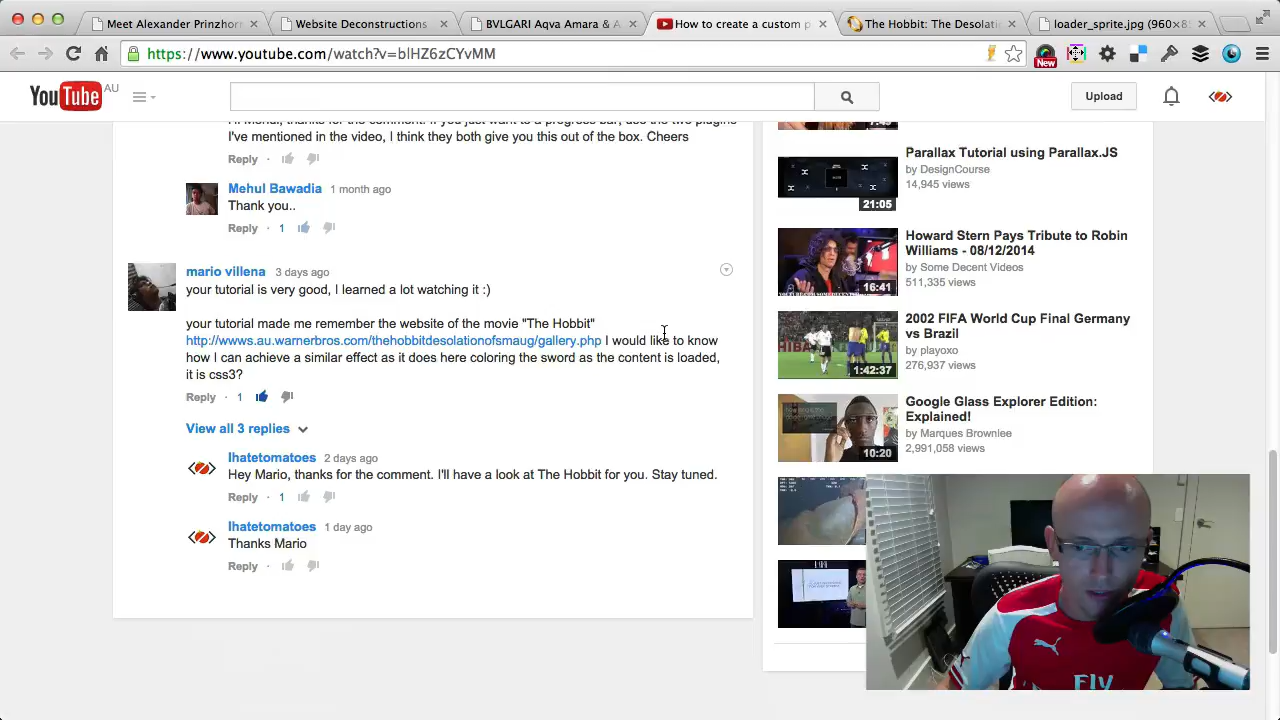 Meet Alexander Prinzhorn
Website Deconstructions
BVLGARI Aqva Amara & A
How to create a custom p
The Hobbit: The Desolatio
loader_sprite.jpg (960×8
https://www.youtube.com/watch?v=blHZ6zCYvMM
New
YouTube AU
Upload
I've mentioned in the video, I think they both give you this out of the box. Cheers
Reply ·
Mehul Bawadia 1 month ago
Thank you..
Reply · 1
mario villena 3 days ago
your tutorial is very good, I learned a lot watching it :)
your tutorial made me remember the website of the movie "The Hobbit"
http://wwws.au.warnerbros.com/thehobbitdesolationofsmaug/gallery.php I would like to know
how I can achieve a similar effect as it does here coloring the sword as the content is loaded,
it is css3?
Reply · 1
View all 3 replies
Ihatetomatoes 2 days ago
Hey Mario, thanks for the comment. I'll have a look at The Hobbit for you. Stay tuned.
Reply · 1
Ihatetomatoes 1 day ago
Thanks Mario
Reply ·
Parallax Tutorial using Parallax.JS
by DesignCourse
14,945 views
21:05
Howard Stern Pays Tribute to Robin
Williams - 08/12/2014
by Some Decent Videos
511,335 views
16:41
2002 FIFA World Cup Final Germany
vs Brazil
by playoxo
276,937 views
1:42:37
Google Glass Explorer Edition:
Explained!
by Marques Brownlee
2,991,058 views
10:20
Fly